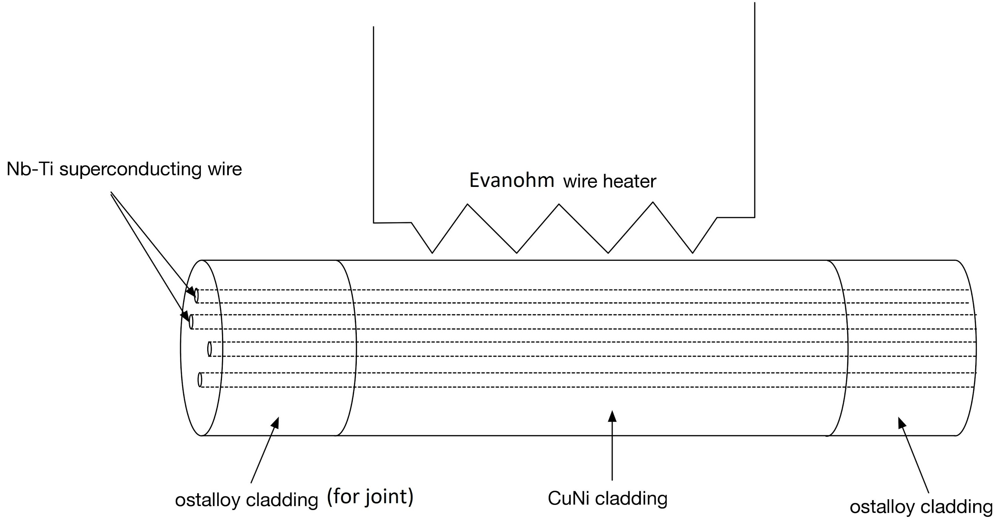 Nb-Ti superconducting wire
Evanohm wire heater
ostalloy cladding (for joint)
CuNi cladding
ostalloy cladding